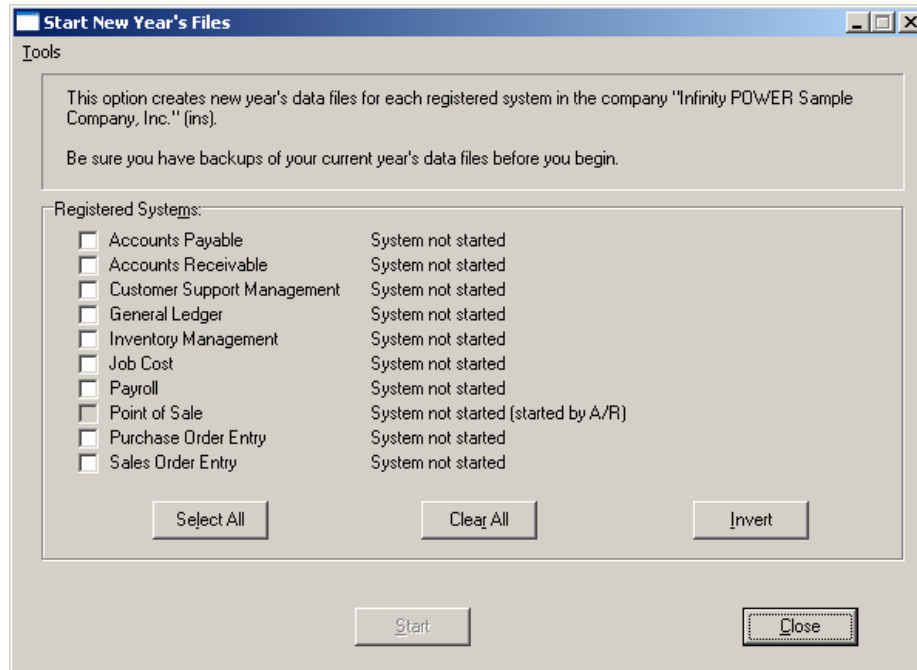 Start New Year's Files
Tools
This option creates new year's data files for each registered system in the company "Infinity POWER Sample
Company, Inc." (ins).
Be sure you have backups of your current year's data files before you begin.
Registered Systems:
Accounts Payable System not started
Accounts Receivable System not started
Customer Support Management System not started
General Ledger System not started
Inventory Management System not started
Job Cost System not started
Payroll System not started
Point of Sale System not started (started by A/R)
Purchase Order Entry System not started
Sales Order Entry System not started
Select All Clear All Invert
Start Close